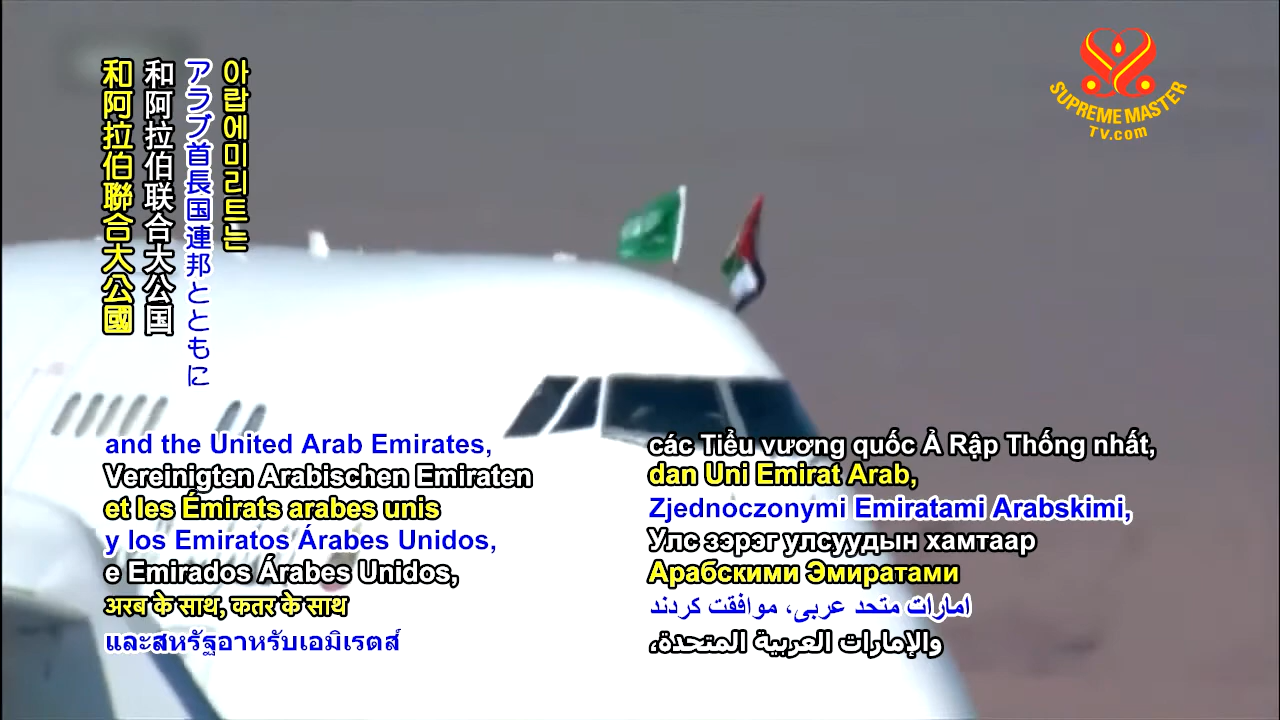 SUPREME MASTER
TV.com
아랍에미리트는
アラブ首長国連邦とともに
和阿拉伯联合大公国
和阿拉伯聯合大公國
and the United Arab Emirates,
Vereinigten Arabischen Emiraten
et les Émirats arabes unis
y los Emiratos Árabes Unidos,
e Emirados Árabes Unidos,
अरब के साथ, कतर के साथ
และสหรัฐอาหรับเอมิเรตส์
các Tiểu vương quốc Ả Rập Thống nhất,
dan Uni Emirat Arab,
Zjednoczonymi Emiratami Arabskimi,
Улс зэрэг улсуудын хамтаар
Арабскими Эмиратами
امارات متحد عربی، موافقت کردند
والإمارات العربية المتحدة،